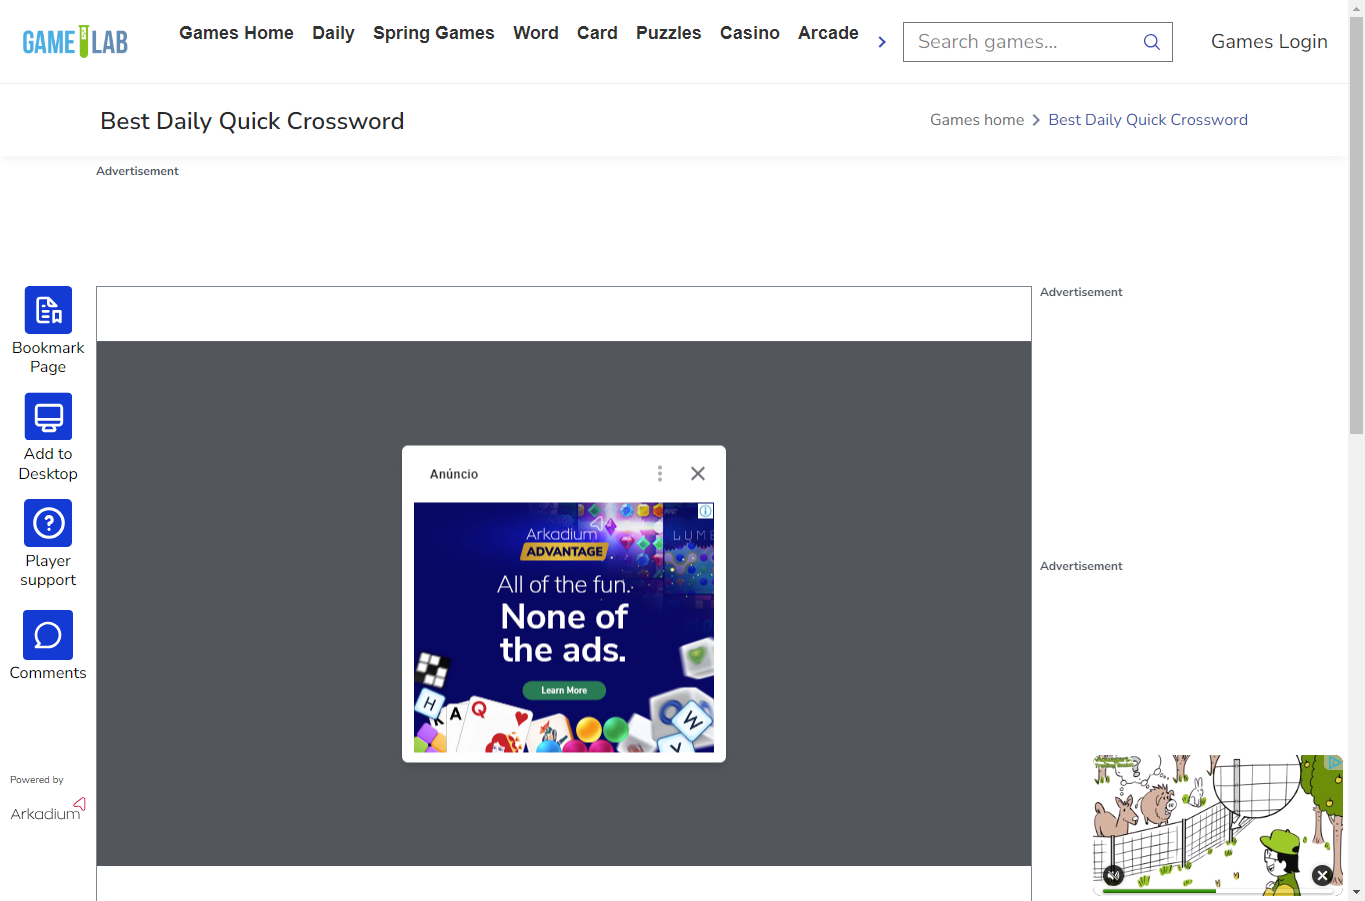 GAME LAB
Games Home Daily Spring Games Word Card Puzzles Casino Arcade
Search games...
Games Login
Best Daily Quick Crossword
Games home > Best Daily Quick Crossword
Advertisement
Bookmark
Page
Add to
Desktop
Player
support
Comments
Powered by
Arkadium
Anúncio
Arkadium
ADVANTAGE
All of the fun.
None of
the ads.
Learn More
LUME
H
A
Q
W
Advertisement
Advertisement